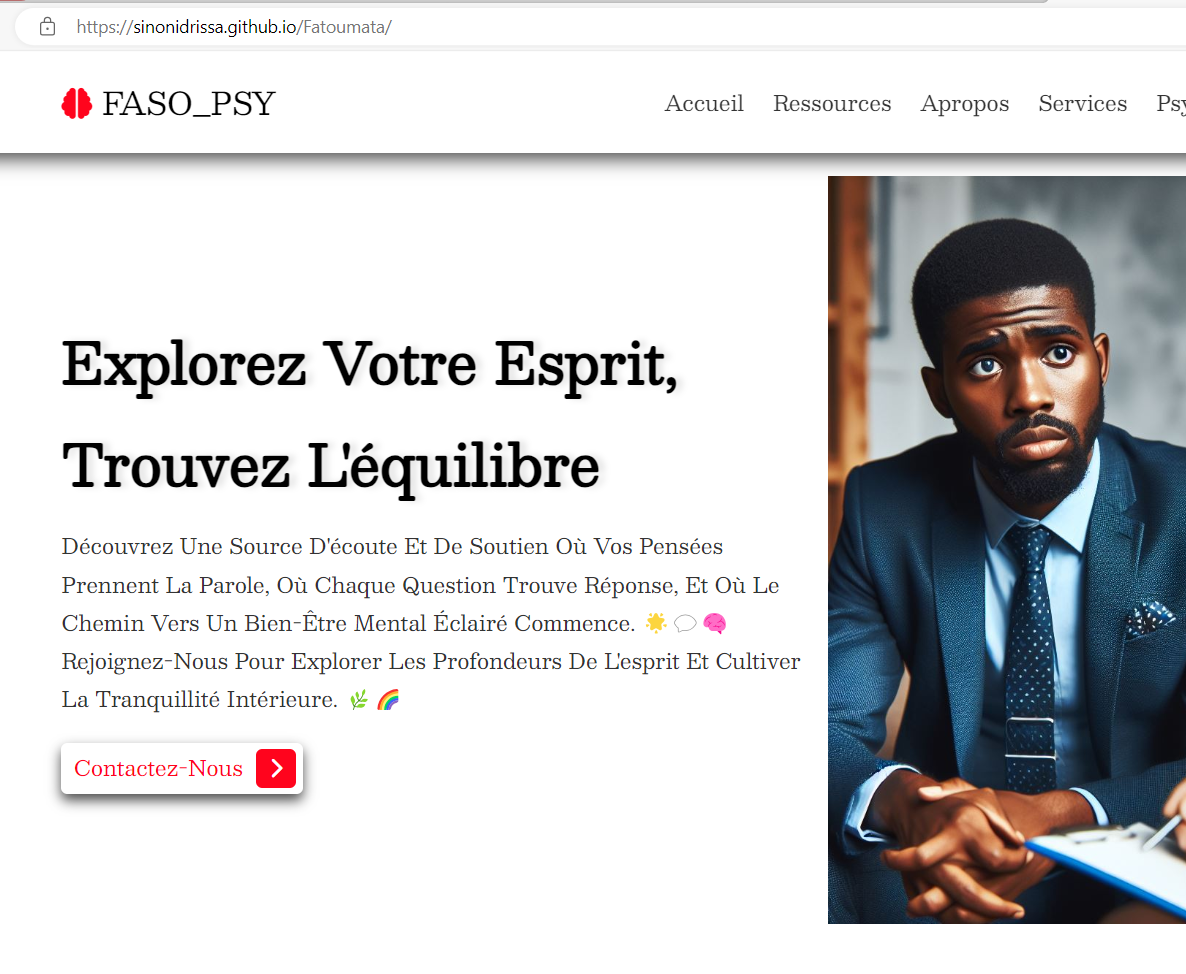 https://sinonidrissa.github.io/Fatoumata/
FASO_PSY
Accueil Ressources Apropos Services Psy
Explorez Votre Esprit,
Trouvez L'équilibre
Découvrez Une Source D'écoute Et De Soutien Où Vos Pensées
Prennent La Parole, Où Chaque Question Trouve Réponse, Et Où Le
Chemin Vers Un Bien-Être Mental Éclairé Commence. 🌟 💬 🧠
Rejoignez-Nous Pour Explorer Les Profondeurs De L'esprit Et Cultiver
La Tranquillité Intérieure. 🌿 🌈
Contactez-Nous